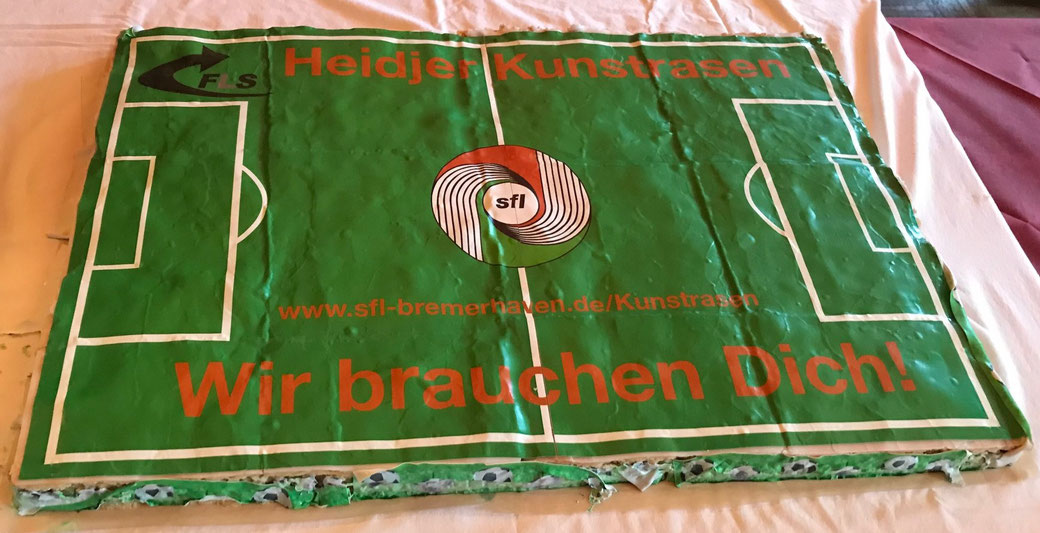 FLS
Heidjer Kunstrasen
sfl
www.sfl-bremerhaven.de/Kunstrasen
Wir brauchen Dich!